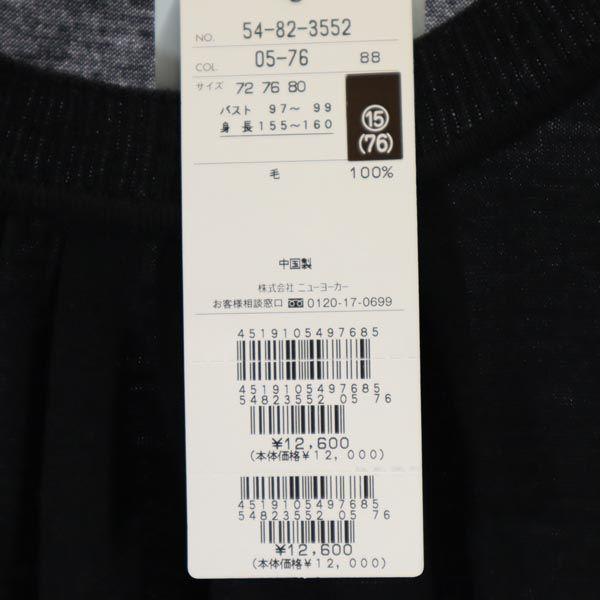 NO. 54-82-3552
COL. 05-76 88
サイズ 72 76 80
バスト 97～ 99
身 長 155～160
⑮
(76)
毛 100%
中国製
株式会社 ニューヨーカー
お客様相談窓口 0120-17-0699
4519105497685
4519105497685
54823552 05 76
¥12,600
(本体価格¥12,000)
4519105497685
54823552 05 76
¥12,600
(本体価格¥12,000)